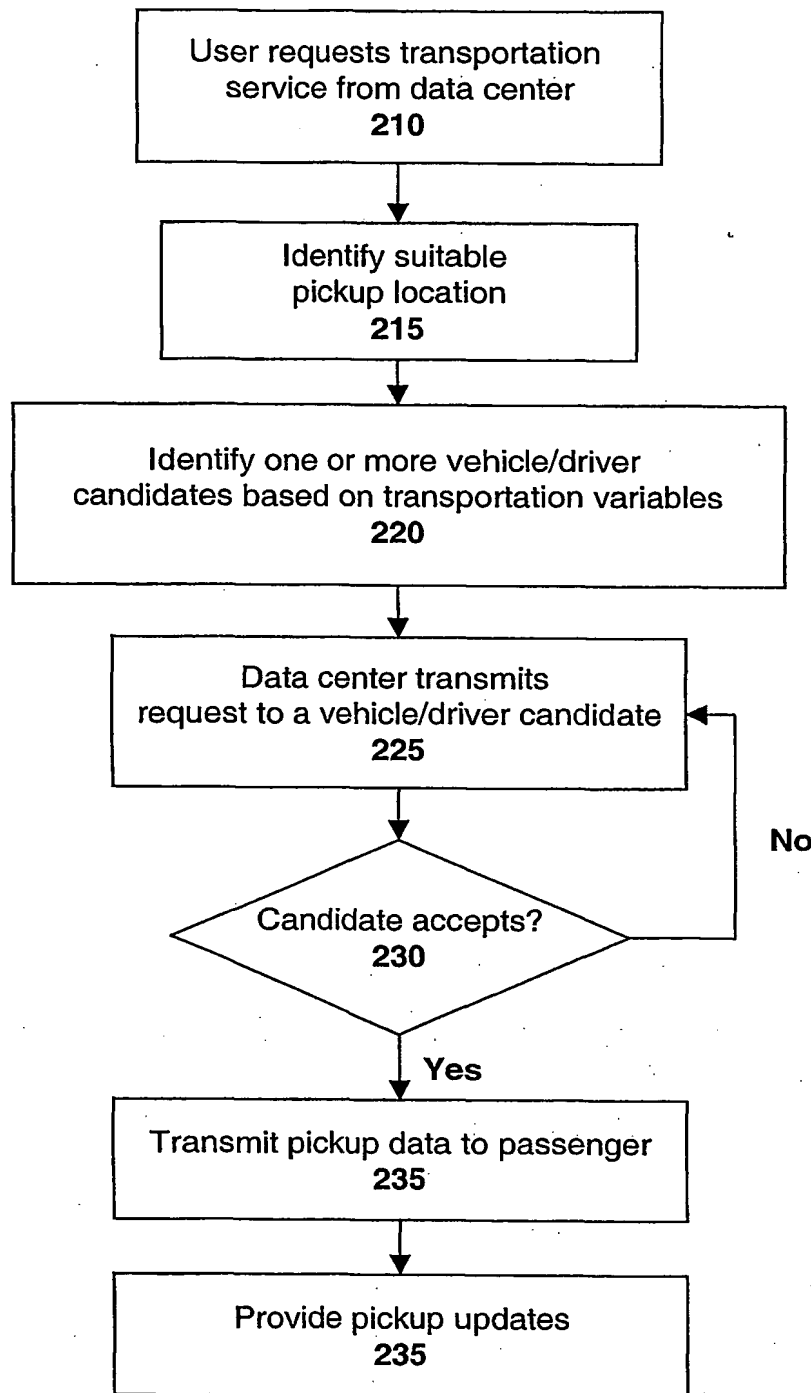 User requests transportation
service from data center
210
Identify suitable
pickup location
215
Identify one or more vehicle/driver
candidates based on transportation variables
220
Data center transmits
request to a vehicle/driver candidate
225
No
Candidate accepts?
230
Yes
Transmit pickup data to passenger
235
Provide pickup updates
235